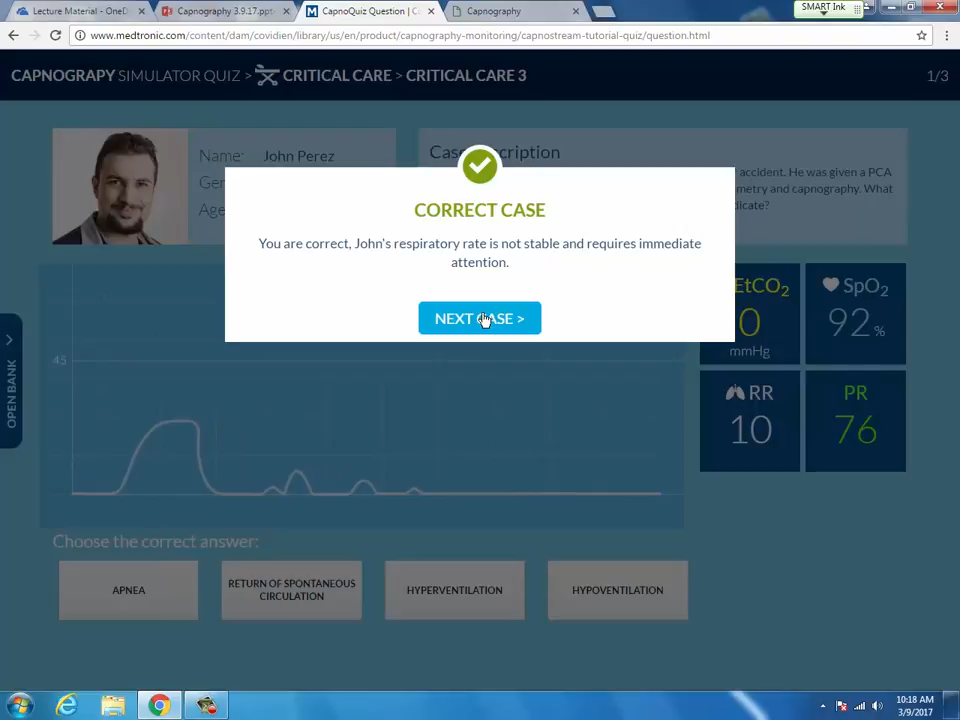 Lecture Material - OneD
Capnography 3.9.17.ppt
CapnoQuiz Question | C
Capnography
SMART Ink
www.medtronic.com/content/dam/covidien/library/us/en/product/capnography-monitoring/capnostream-tutorial-quiz/question.html
CAPNOGRAPY SIMULATOR QUIZ > CRITICAL CARE > CRITICAL CARE 3
1/3
Name: John Perez
Gen
Age
Case
cription
accident. He was given a PCA
metry and capnography. What
dicate?
CORRECT CASE
You are correct, John's respiratory rate is not stable and requires immediate
attention.
NEXT CASE >
OPEN BANK
45
EtCO2
0
mmHg
SpO2
92 %
RR
10
PR
76
Choose the correct answer:
APNEA
RETURN OF SPONTANEOUS
CIRCULATION
HYPERVENTILATION
HYPOVENTILATION
10:18 AM
3/9/2017